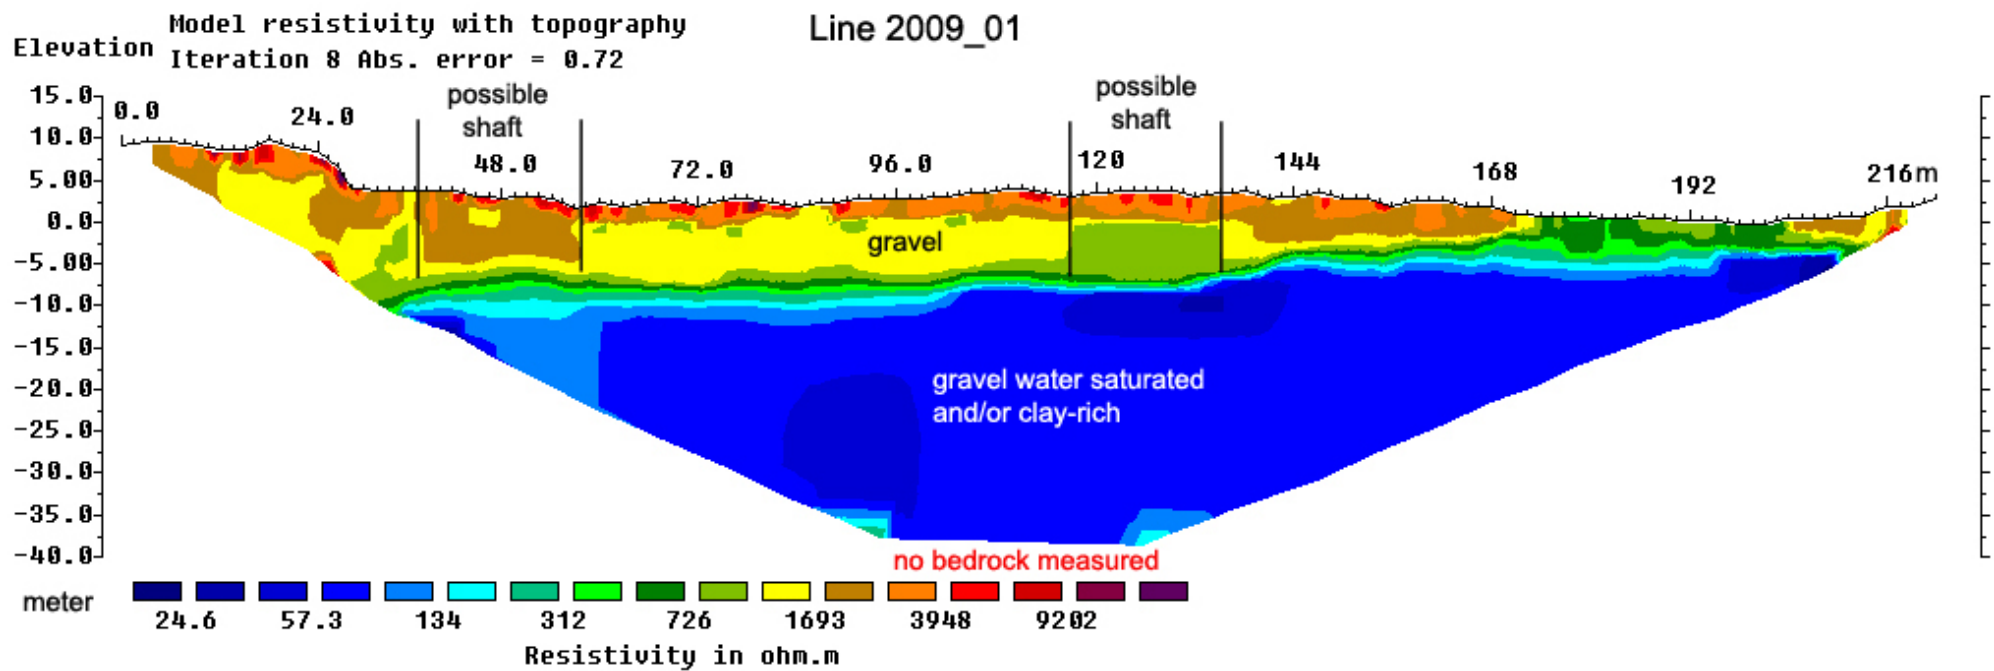 Model resistivity with topography
Line 2009_01
Elevation
Iteration 8 Abs. error = 0.72
possible
shaft
possible
shaft
15.0
10.0
5.00
0.0
-5.00
-10.0
-15.0
-20.0
-25.0
-30.0
-35.0
-40.0
0.0
24.0
48.0
72.0
96.0
120
144
168
192
216m
gravel
gravel water saturated
and/or clay-rich
no bedrock measured
meter
24.6 57.3 134 312 726 1693 3948 9202
Resistivity in ohm.m